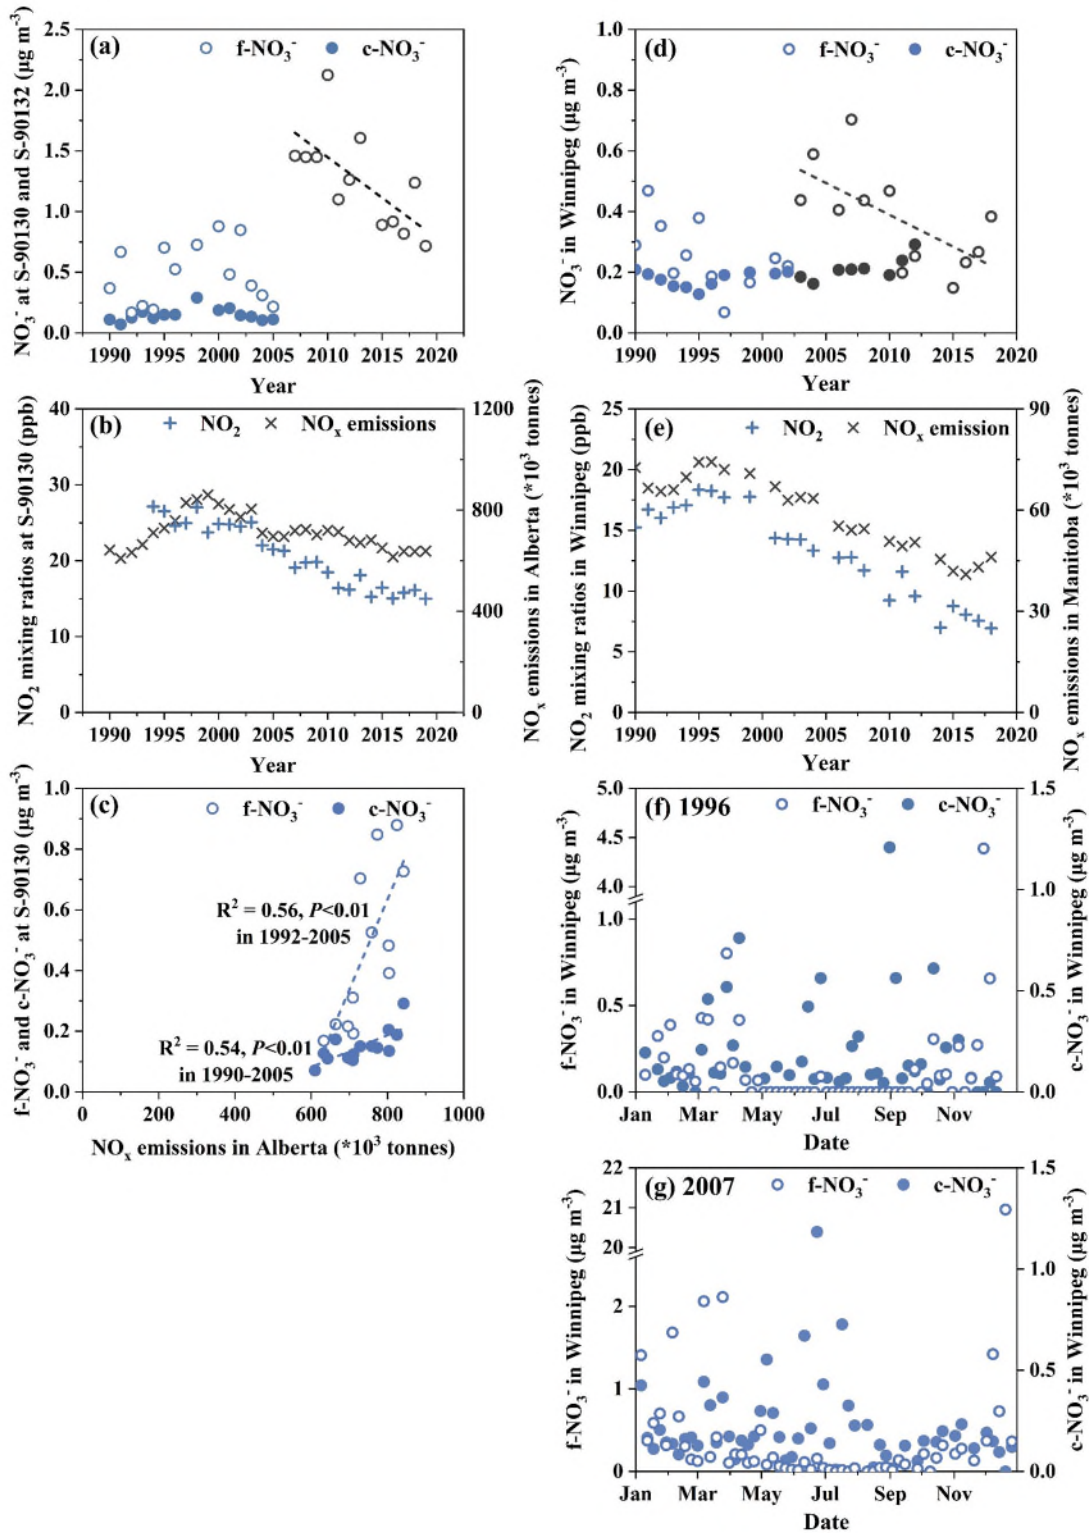 (a) f-NO₃⁻ c-NO₃⁻
NO₃⁻ at S-90130 and S-90132 (μg m⁻³)
2.5
2.0
1.5
1.0
0.5
0.0
1990 1995 2000 2005 2010 2015 2020
Year
(d) f-NO₃⁻ c-NO₃⁻
NO₃⁻ in Winnipeg (μg m⁻³)
1.0
0.8
0.6
0.4
0.2
0.0
1990 1995 2000 2005 2010 2015 2020
Year
(b) NO₂ NOₓ emissions
NO₂ mixing ratios at S-90130 (ppb)
40
30
20
10
0
1990 1995 2000 2005 2010 2015 2020
Year
1200
800
400
0
NOₓ emissions in Alberta (*10³ tonnes)
(e) NO₂ NOₓ emission
NO₂ mixing ratios in Winnipeg (ppb)
25
20
15
10
5
0
1990 1995 2000 2005 2010 2015 2020
Year
90
60
30
0
NOₓ emissions in Manitoba (*10³ tonnes)
(c) f-NO₃⁻ c-NO₃⁻
f-NO₃⁻ and c-NO₃⁻ at S-90130 (μg m⁻³)
1.0
0.8
0.6
0.4
0.2
0.0
R² = 0.56, P<0.01
in 1992-2005
R² = 0.54, P<0.01
in 1990-2005
0 200 400 600 800 1000
NOₓ emissions in Alberta (*10³ tonnes)
(f) 1996 f-NO₃⁻ c-NO₃⁻
f-NO₃⁻ in Winnipeg (μg m⁻³)
5.0
4.5
4.0
1.0
0.5
0.0
Jan Mar May Jul Sep Nov
Date
1.5
1.0
0.5
0.0
c-NO₃⁻ in Winnipeg (μg m⁻³)
(g) 2007 f-NO₃⁻ c-NO₃⁻
f-NO₃⁻ in Winnipeg (μg m⁻³)
22
21
20
2
1
0
Jan Mar May Jul Sep Nov
Date
1.5
1.0
0.5
0.0
c-NO₃⁻ in Winnipeg (μg m⁻³)